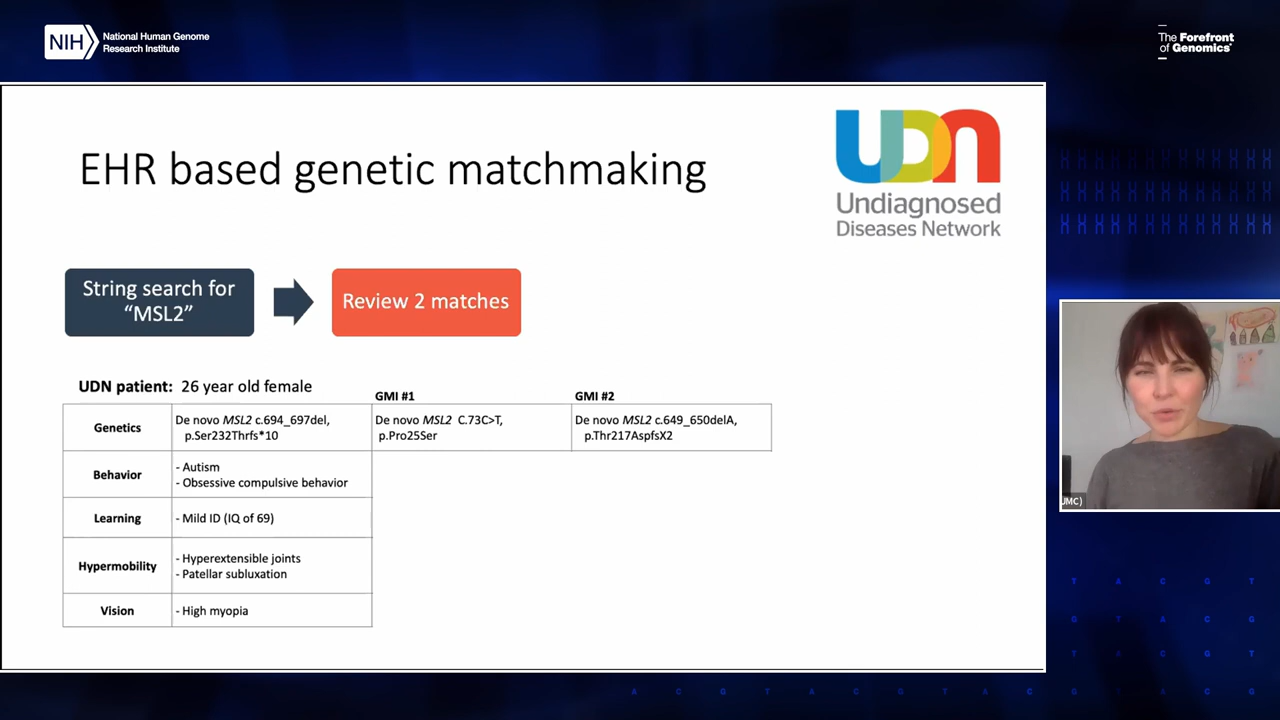 NIH
National Human Genome
Research Institute
The Forefront
of Genomics®
EHR based genetic matchmaking
UDN
Undiagnosed
Diseases Network
String search for
“MSL2”
Review 2 matches
UDN patient: 26 year old female
GMI #1
GMI #2
Genetics
De novo MSL2 c.694_697del,
p.Ser232Thrfs*10
De novo MSL2 C.73C>T,
p.Pro25Ser
De novo MSL2 c.649_650delA,
p.Thr217AspfsX2
Behavior
- Autism
- Obsessive compulsive behavior
Learning
- Mild ID (IQ of 69)
Hypermobility
- Hyperextensible joints
- Patellar subluxation
Vision
- High myopia
JMC)
T A C G T
G T A C G
T A C G T
A C G T A C G T A C G T A C G